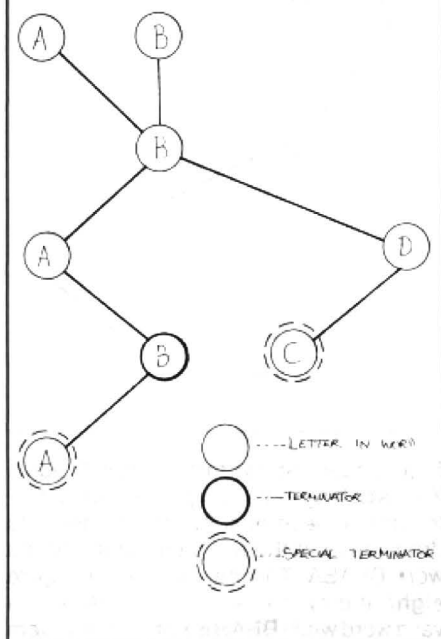 A B
B
A D
B C
A
LETTER IN WORD
TERMINATOR
SPECIAL TERMINATOR